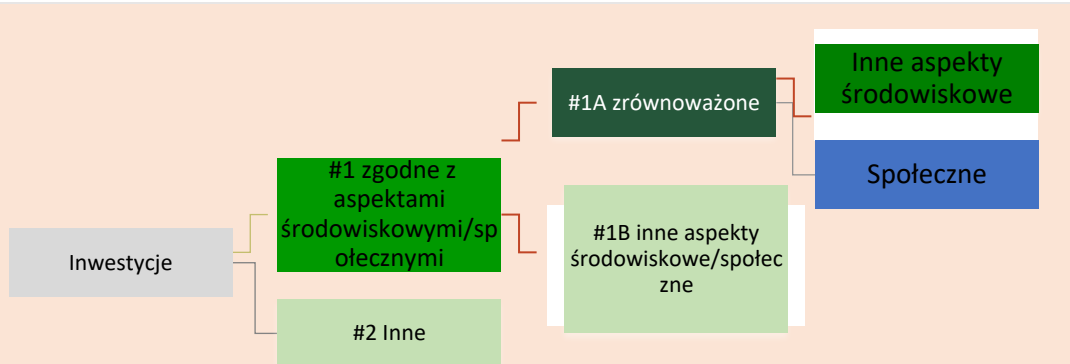 Inwestycje
#1 zgodne z
aspektami
środowiskowymi/sp
ołecznymi
#2 Inne
#1A zrównoważone
#1B inne aspekty
środowiskowe/społec
zne
Inne aspekty
środowiskowe
Społeczne